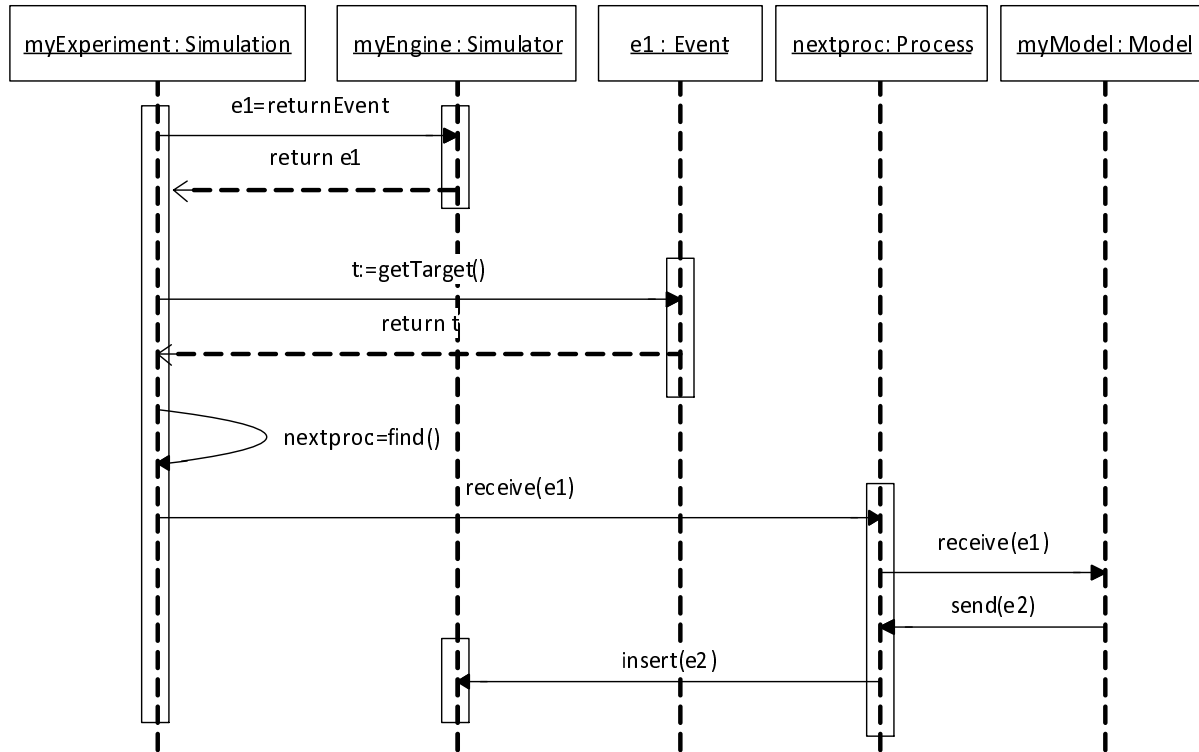 myExperiment : Simulation
myEngine : Simulator
e1 : Event
nextproc: Process
myModel : Model
e1=returnEvent
return e1
t:=getTarget()
return t
nextproc=find()
receive(e1)
receive(e1)
send(e2)
insert(e2)